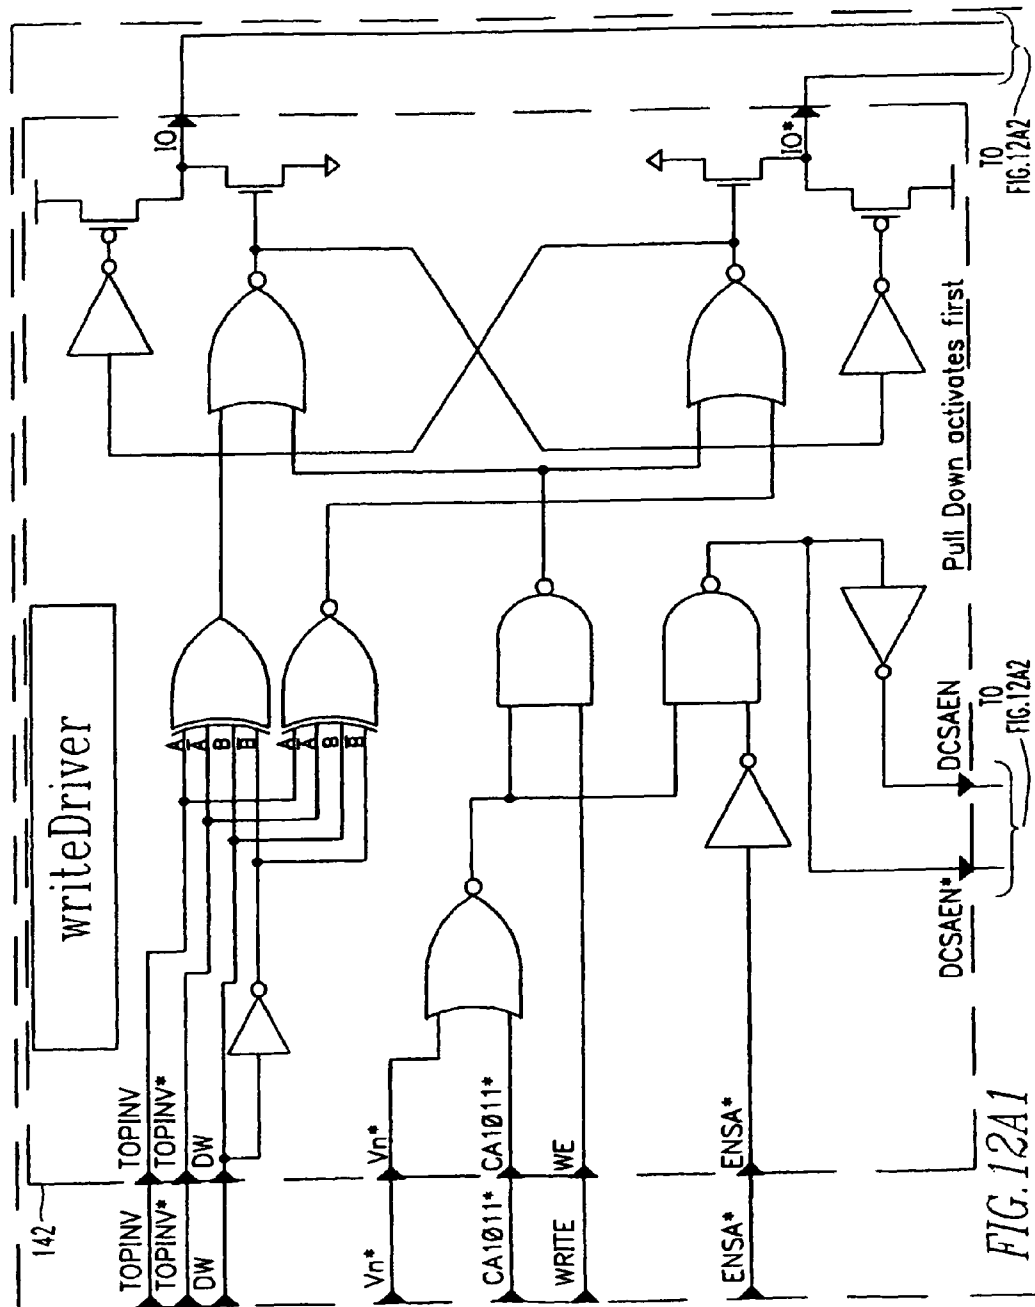 writeDriver
142
TOPINV
TOPINV*
DW
TOPINV
TOPINV*
DW
Vn*
Vn*
CA1011*
CA1011*
WRITE
WE
ENSA*
ENSA*
A
A
B
B
A
A
B
B
IO
IO*
TO
FIG.12A2
Pull Down activates first
DCSAEN
DCSAEN*
TO
FIG.12A2
FIG.12A1